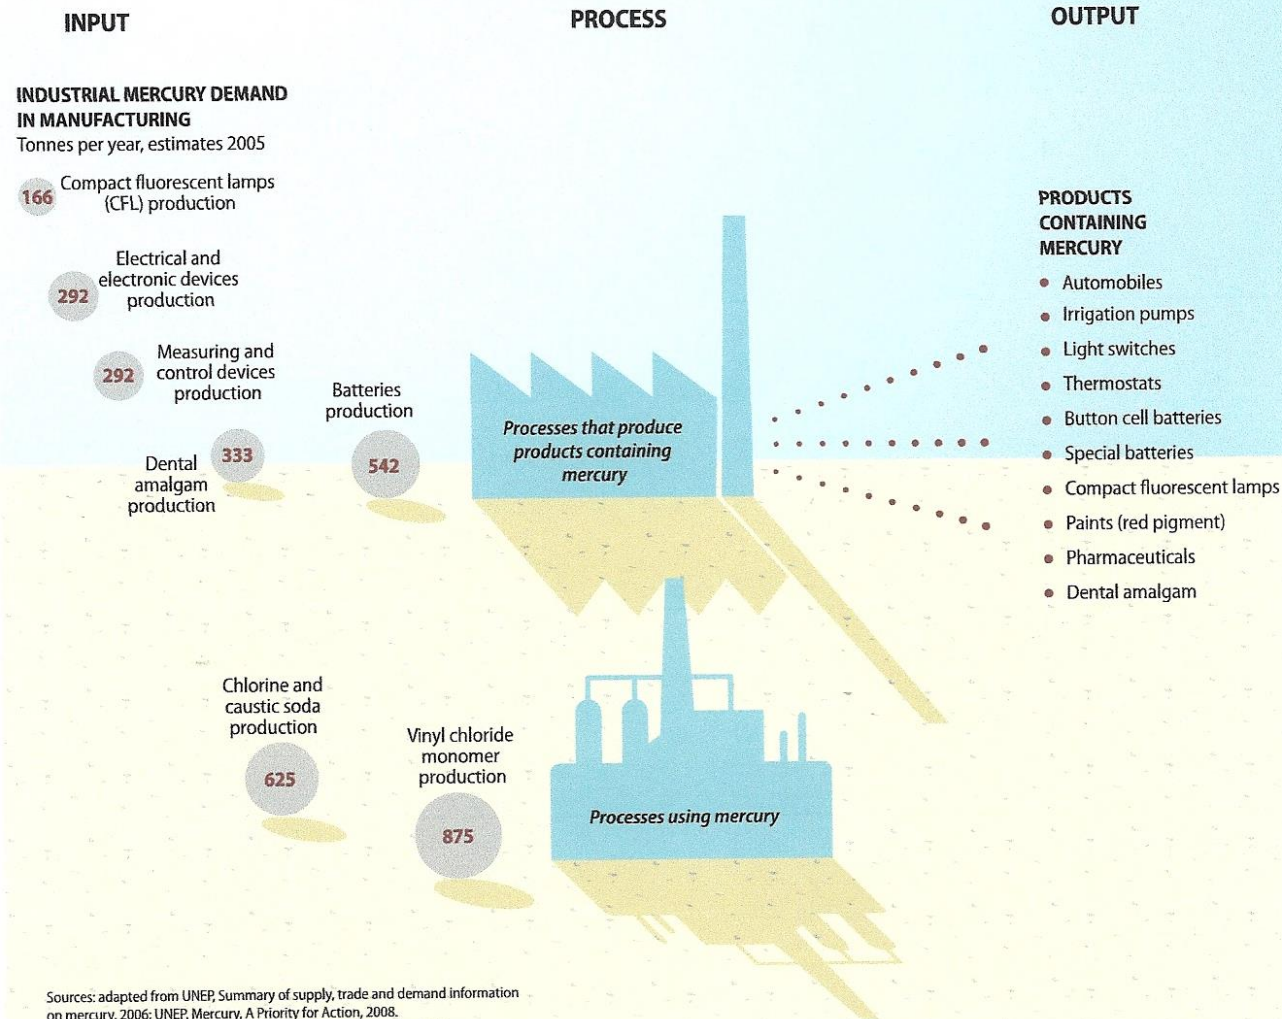 INPUT
PROCESS
OUTPUT
INDUSTRIAL MERCURY DEMAND
IN MANUFACTURING
Tonnes per year, estimates 2005
166
Compact fluorescent lamps
(CFL) production
Electrical and
electronic devices
production
292
Measuring and
control devices
production
292
Dental
amalgam
production
333
Batteries
production
542
Processes that produce
products containing
mercury
PRODUCTS
CONTAINING
MERCURY
• Automobiles
• Irrigation pumps
• Light switches
• Thermostats
• Button cell batteries
• Special batteries
• Compact fluorescent lamps
• Paints (red pigment)
• Pharmaceuticals
• Dental amalgam
Chlorine and
caustic soda
production
625
Vinyl chloride
monomer
production
875
Processes using mercury
Sources: adapted from UNEP, Summary of supply, trade and demand information
on mercury, 2006; UNEP, Mercury, A Priority for Action, 2008.